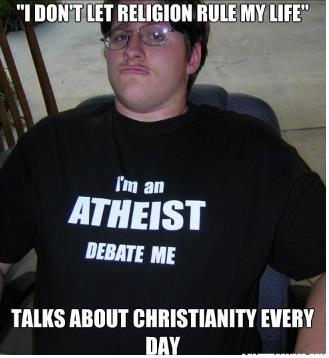 "I DON'T LET RELIGION RULE MY LIFE"
I'm an
ATHEIST
DEBATE ME
TALKS ABOUT CHRISTIANITY EVERY
DAY